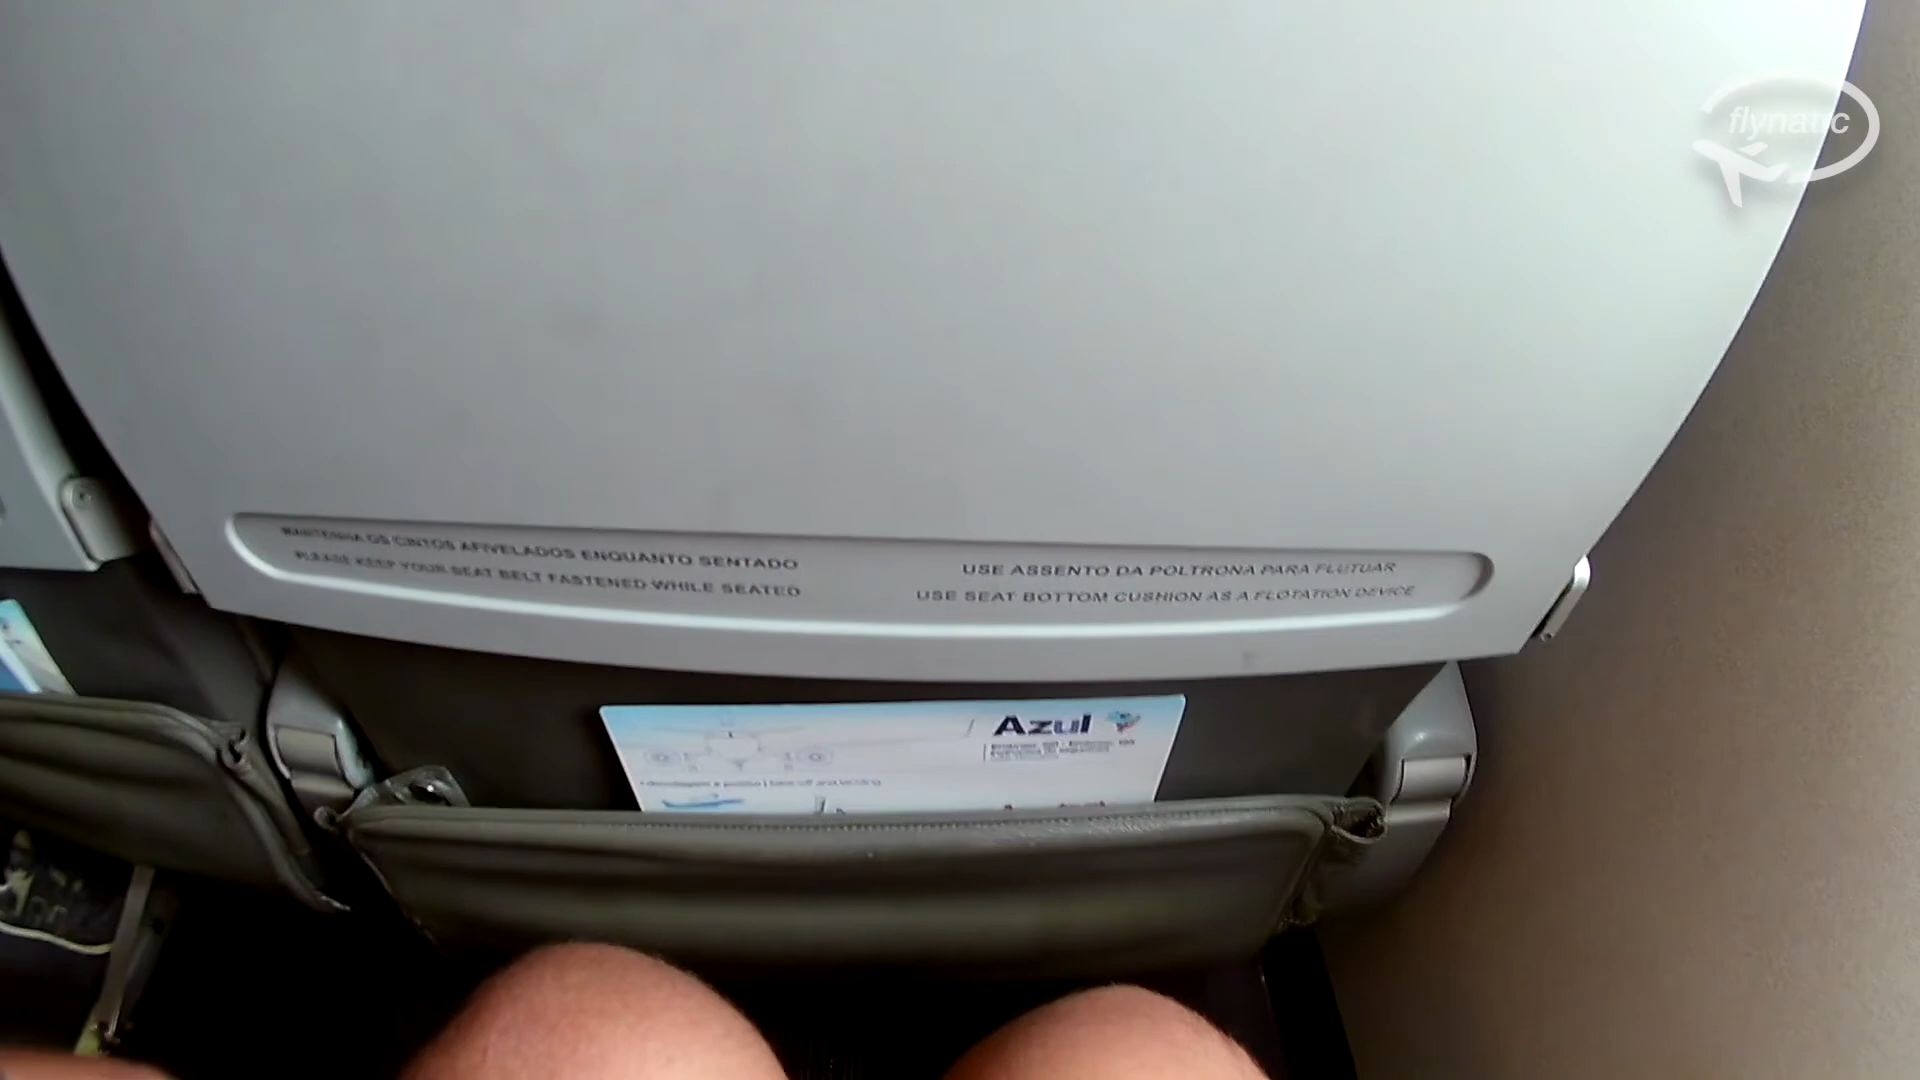 flynatic
MANTENHA OS CINTOS AFIVELADOS ENQUANTO SENTADO
PLEASE KEEP YOUR SEAT BELT FASTENED WHILE SEATED
USE ASSENTO DA POLTRONA PARA FLUTUAR
USE SEAT BOTTOM CUSHION AS A FLOTATION DEVICE
Azul